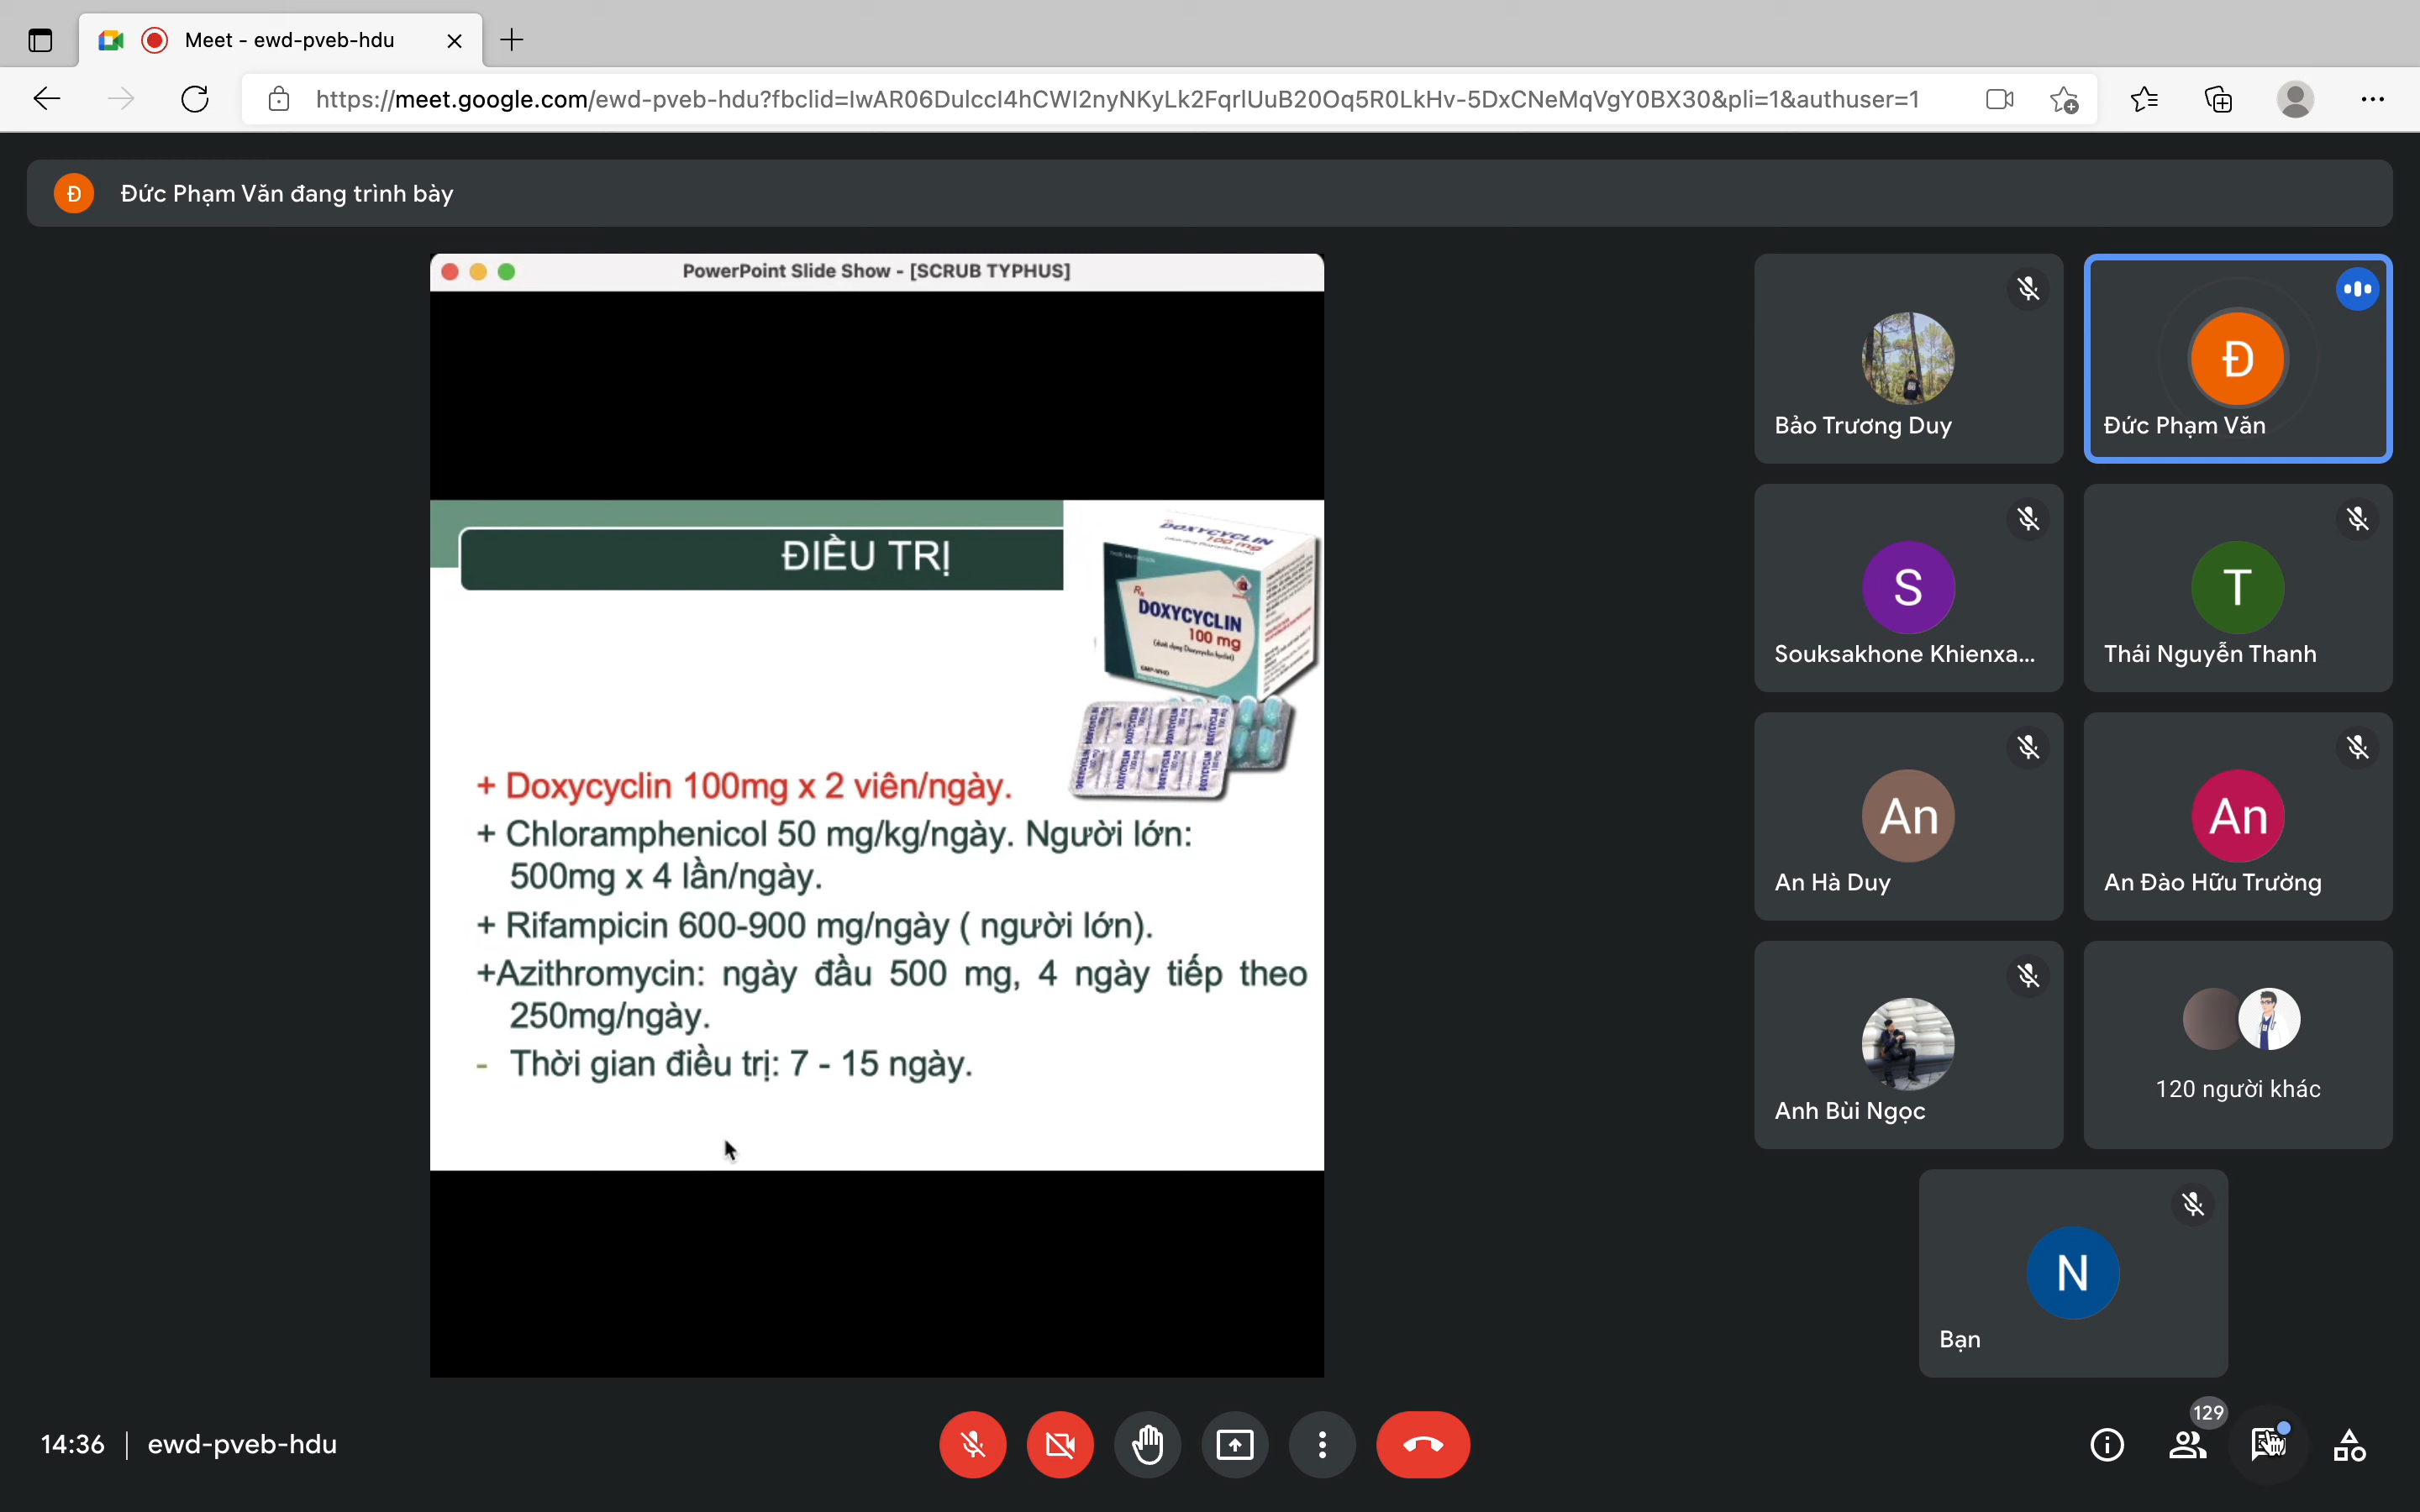 Meet - ewd-pveb-hdu
https://meet.google.com/ewd-pveb-hdu?fbclid=IwAR06DulccI4hCWI2nyNKyLk2FqrlUuB20Oq5R0LkHv-5DxCNeMqVgY0BX30&pli=1&authuser=1
Đ
Đức Phạm Văn đang trình bày
PowerPoint Slide Show - [SCRUB TYPHUS]
ĐIỀU TRỊ
DOXYCYCLIN
100 mg
Rx
DOXYCYCLIN
100 mg
+ Doxycyclin 100mg x 2 viên/ngày.
+ Chloramphenicol 50 mg/kg/ngày. Người lớn:
500mg x 4 lần/ngày.
+ Rifampicin 600-900 mg/ngày ( người lớn).
+Azithromycin: ngày đầu 500 mg, 4 ngày tiếp theo
250mg/ngày.
- Thời gian điều trị: 7 - 15 ngày.
Bảo Trương Duy
Đ
Đức Phạm Văn
S
Souksakhone Khienxa...
T
Thái Nguyễn Thanh
An
An Hà Duy
An
An Đào Hữu Trường
Anh Bùi Ngọc
120 người khác
N
Bạn
14:36 | ewd-pveb-hdu
129